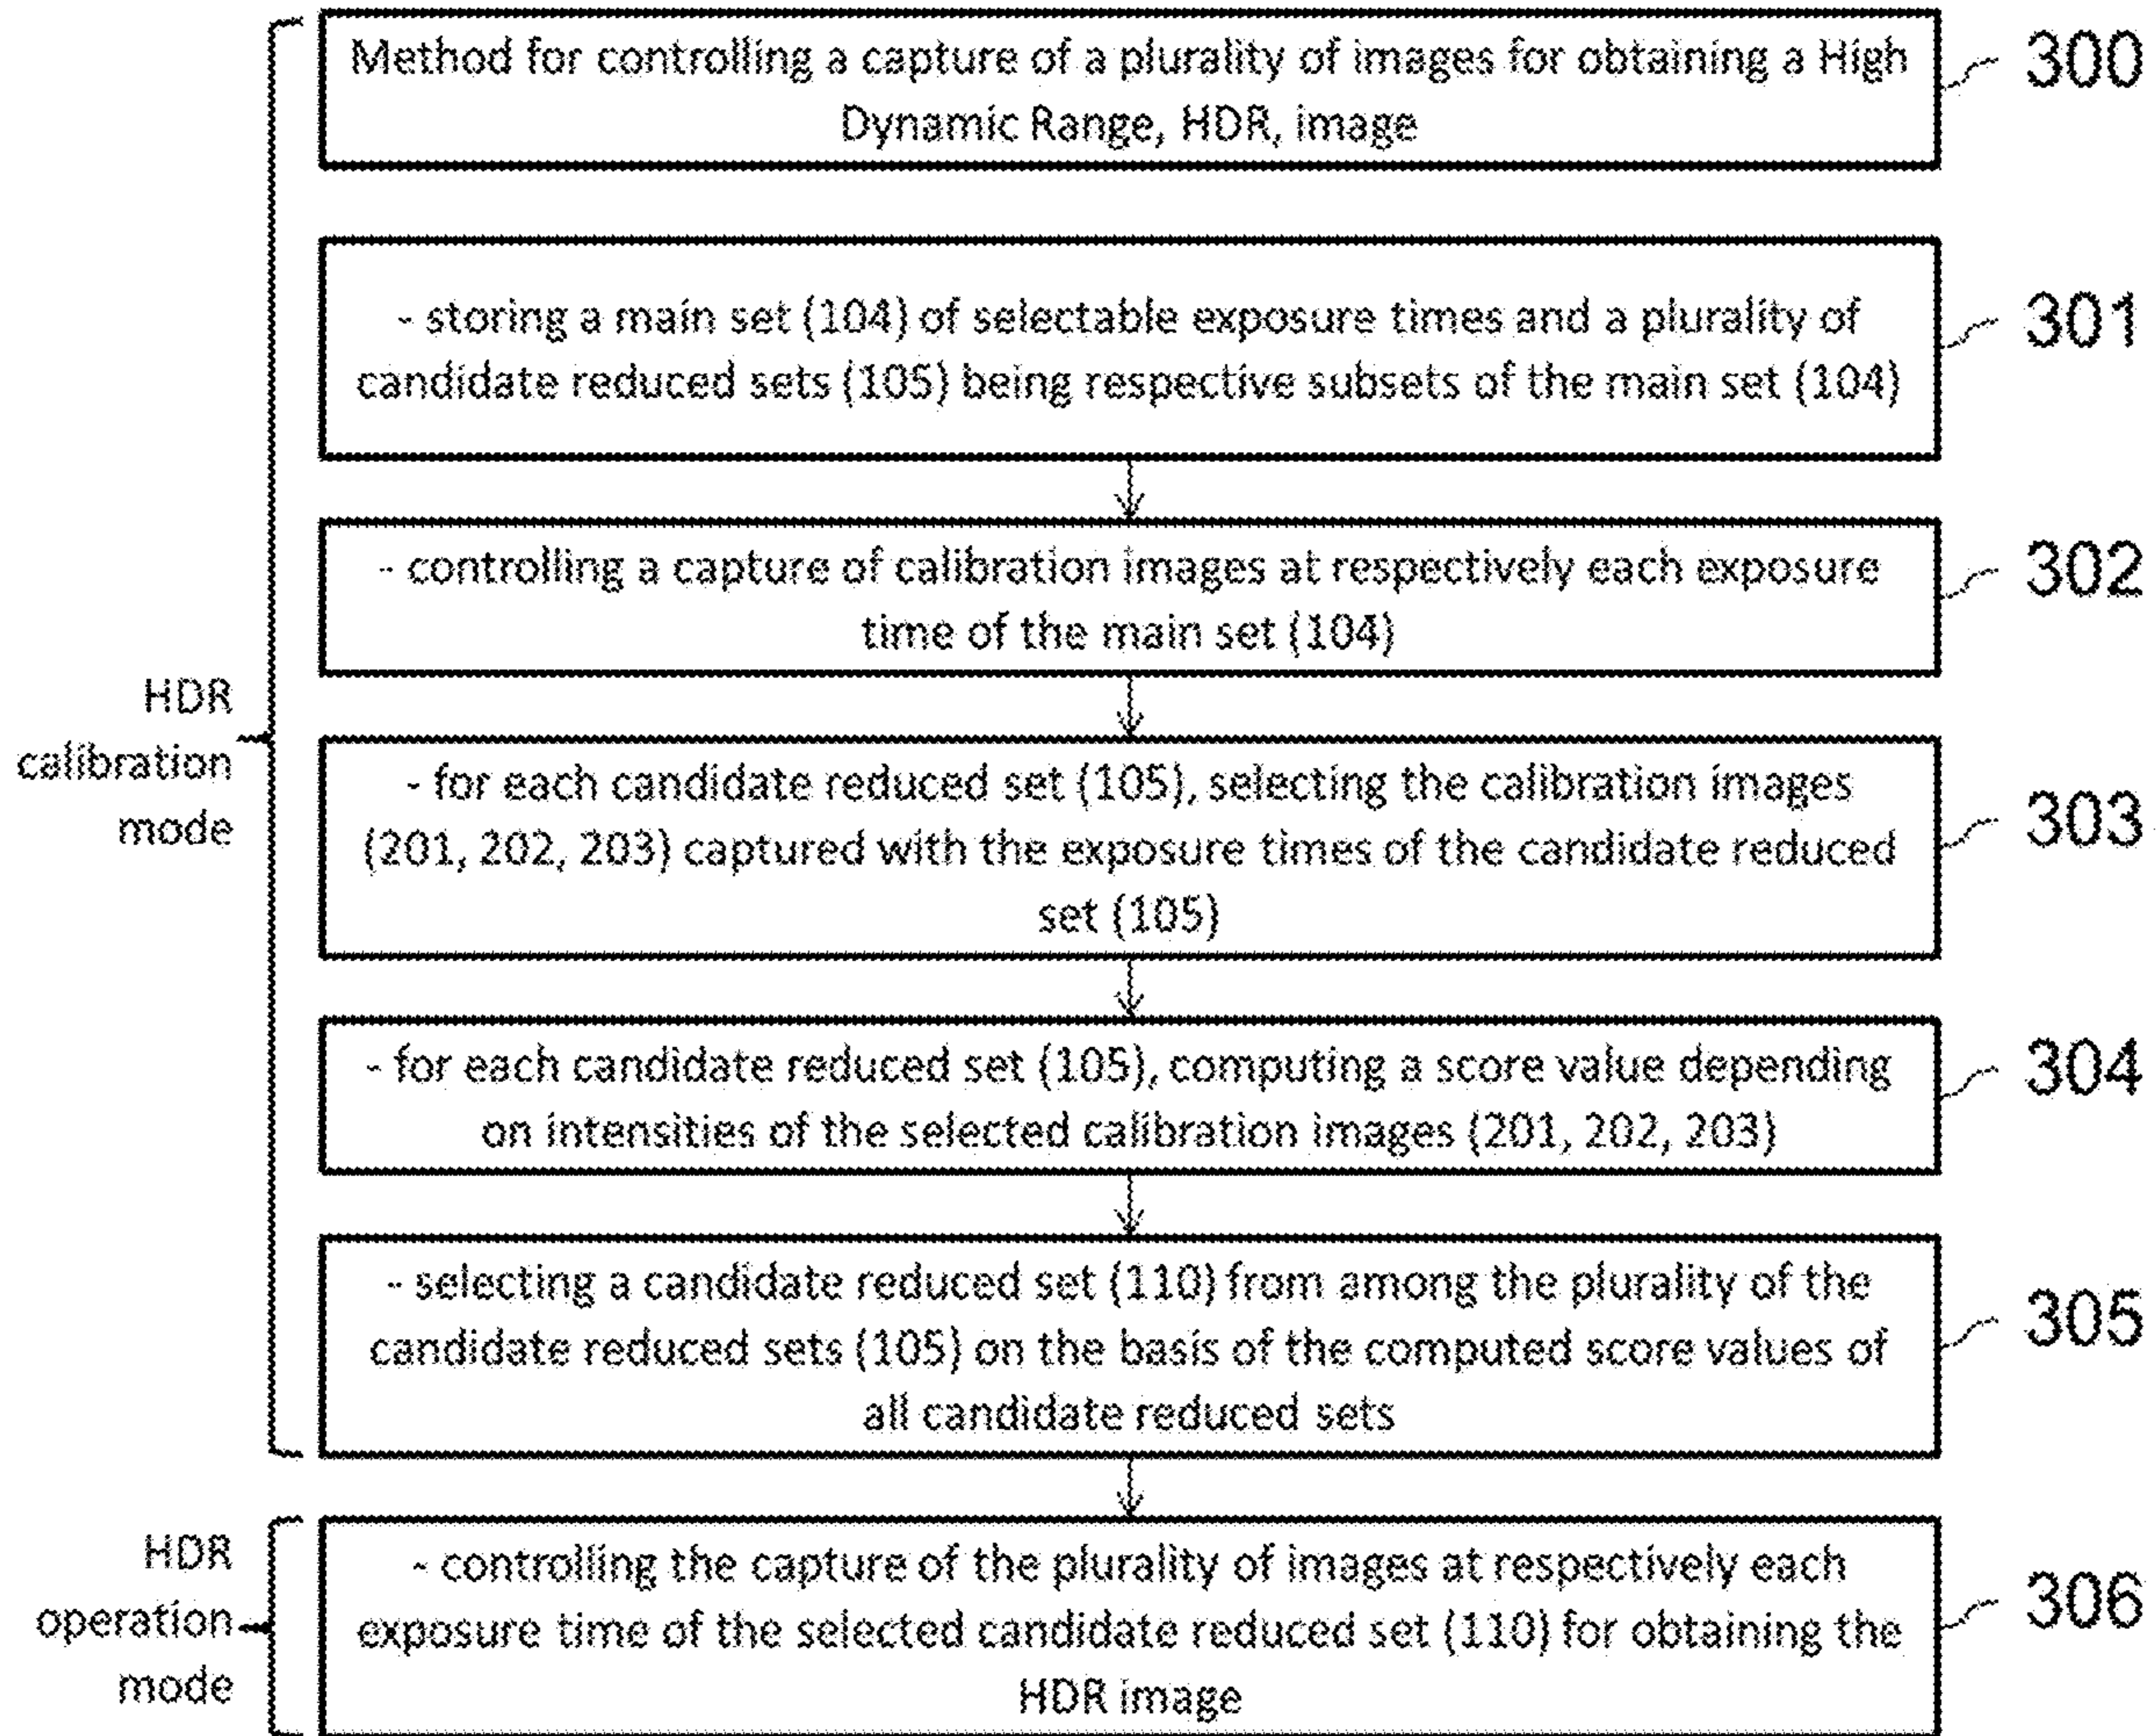 Method for controlling a capture of a plurality of images for obtaining a High
Dynamic Range, HDR, image
300
- storing a main set (104) of selectable exposure times and a plurality of
candidate reduced sets (105) being respective subsets of the main set (104)
301
- controlling a capture of calibration images at respectively each exposure
time of the main set (104)
302
HDR
calibration
mode
- for each candidate reduced set (105), selecting the calibration images
(201, 202, 203) captured with the exposure times of the candidate reduced
set (105)
303
- for each candidate reduced set (105), computing a score value depending
on intensities of the selected calibration images (201, 202, 203)
304
- selecting a candidate reduced set (110) from among the plurality of the
candidate reduced sets (105) on the basis of the computed score values of
all candidate reduced sets
305
HDR
operation
mode
- controlling the capture of the plurality of images at respectively each
exposure time of the selected candidate reduced set (110) for obtaining the
HDR image
306